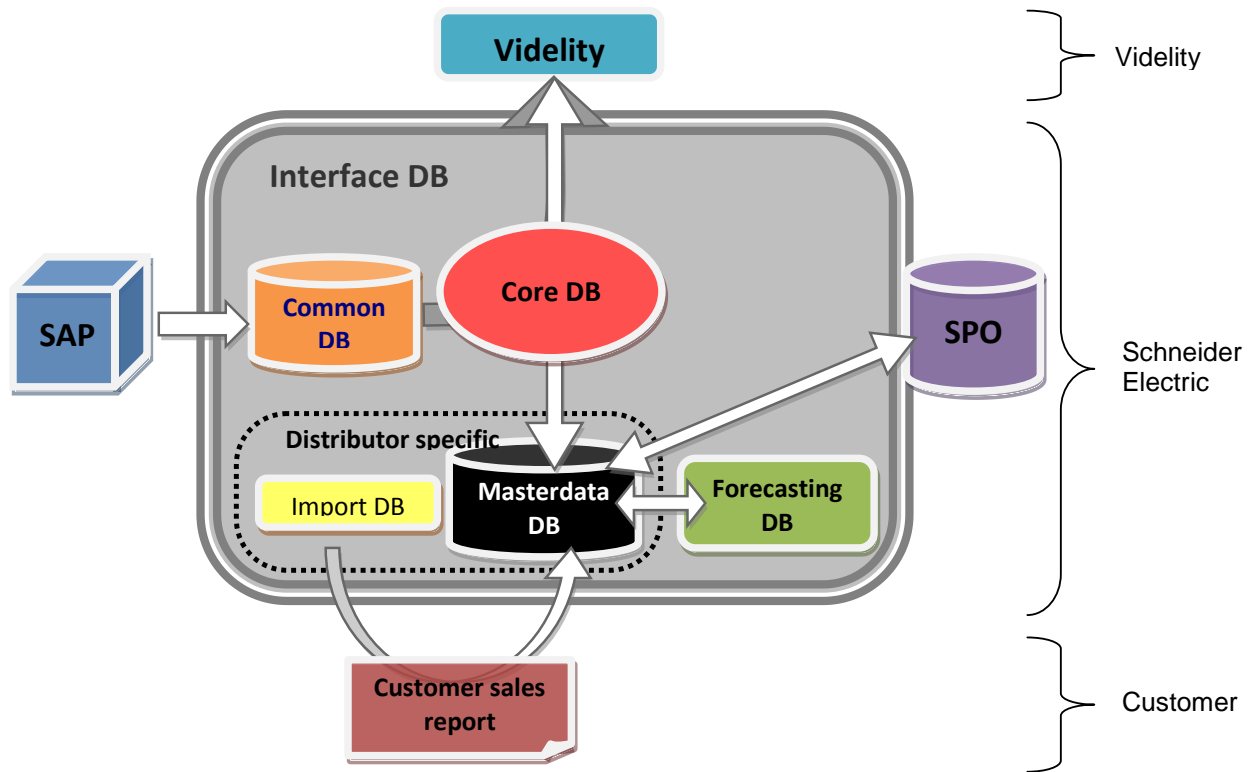 Videlity
Videlity
Interface DB
SAP
Common
DB
Core DB
SPO
Schneider
Electric
Distributor specific
Import DB
Masterdata
DB
Forecasting
DB
Customer sales
report
Customer